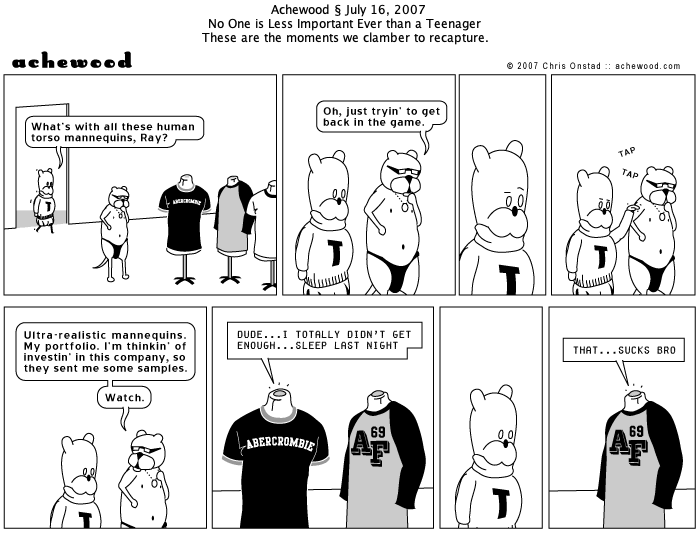 Achewood § July 16, 2007
No One is Less Important Ever than a Teenager
These are the moments we clamber to recapture.
achewood
© 2007 Chris Onstad :: achewood.com
What's with all these human
torso mannequins, Ray?
T
ABERCROMBIE
Oh, just tryin' to get
back in the game.
T
T
TAP
TAP
T
Ultra-realistic mannequins.
My portfolio. I'm thinkin' of
investin' in this company, so
they sent me some samples.
Watch.
T
DUDE...I TOTALLY DIDN'T GET
ENOUGH...SLEEP LAST NIGHT
ABERCROMBIE
69
AF
T
THAT...SUCKS BRO
69
AF